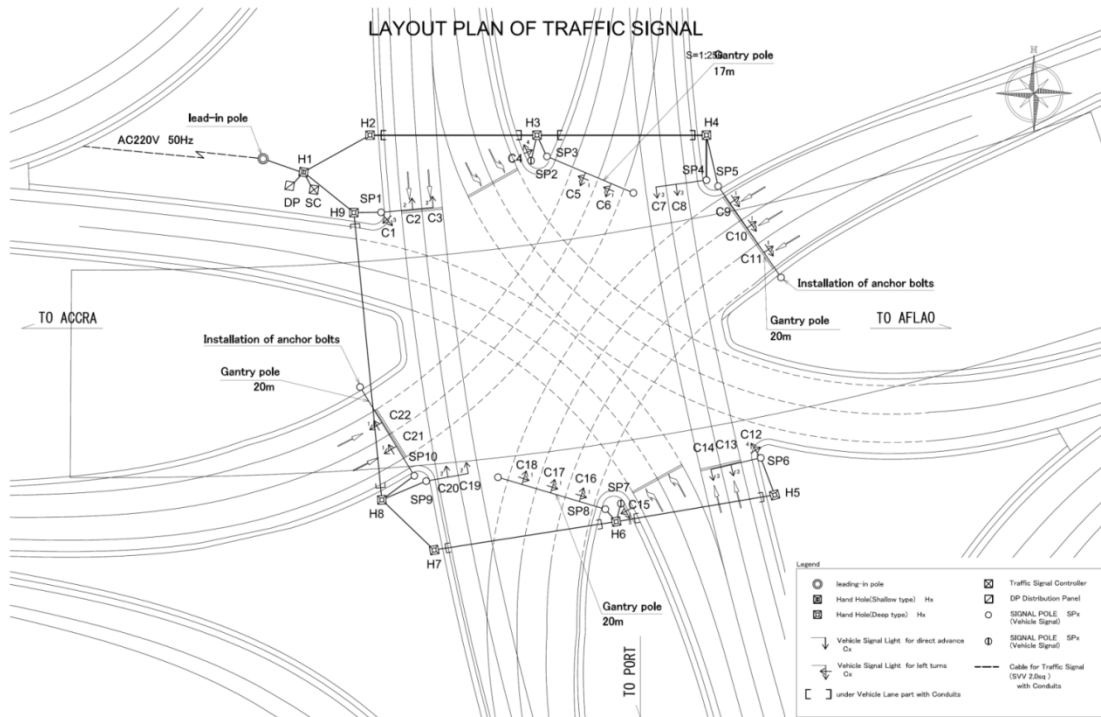 LAYOUT PLAN OF TRAFFIC SIGNAL
S=1:250
Gantry pole
17m
N
lead-in pole
AC220V 50Hz
H1
H2
H3
H4
DP SC
H9
SP1
C1
C2
C3
C4
SP2
SP3
C5
C6
SP4
SP5
C7
C8
C9
C10
C11
Installation of anchor bolts
Gantry pole
20m
TO ACCRA
TO AFLAO
Installation of anchor bolts
Gantry pole
20m
C22
C21
SP10
SP9
C20
C19
H8
H7
C18
C17
C16
SP8
SP7
C15
H6
C14
C13
C12
SP6
H5
Gantry pole
20m
TO PORT
Legend
leading-in pole
Hand Hole(Shallow type) Hx
Hand Hole(Deep type) Hx
Vehicle Signal Light for direct advance
Cx
Vehicle Signal Light for left turns
Cx
under Vehicle Lane part with Conduits
Traffic Signal Controller
DP Distribution Panel
SIGNAL POLE SPx
(Vehicle Signal)
SIGNAL POLE SPx
(Vehicle Signal)
Cable for Traffic Signal
(SVV 2.0sq )
with Conduits